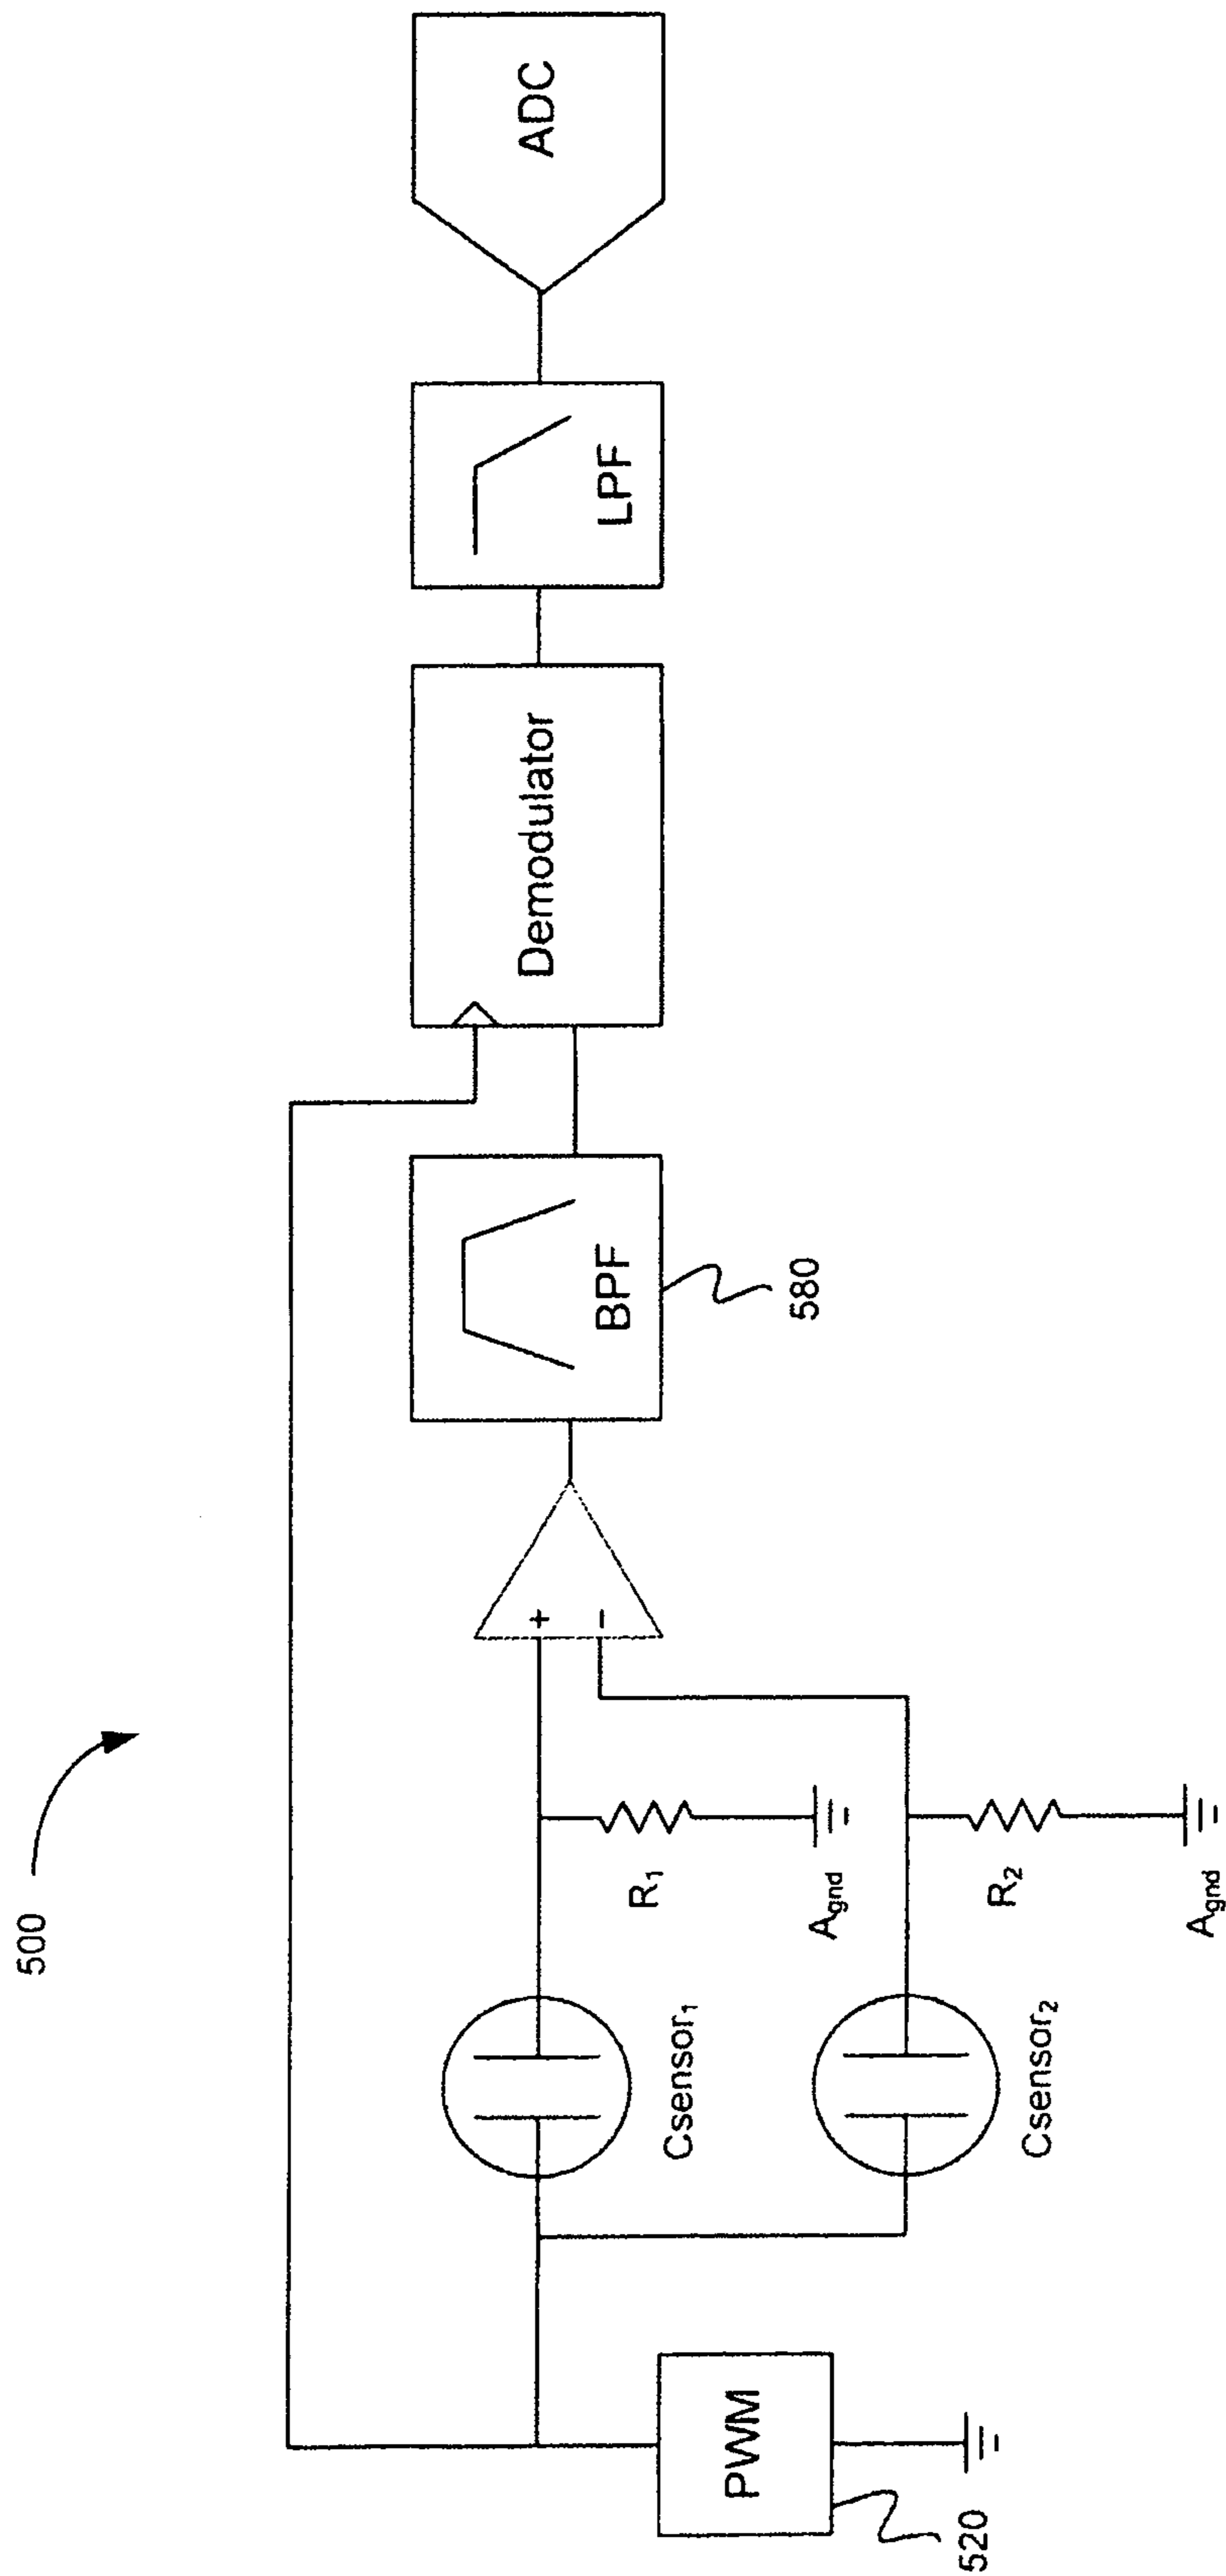 500
PWM
520
Csensor₁
Csensor₂
R₁
Agnd
R₂
Agnd
+
−
BPF
580
Demodulator
LPF
ADC